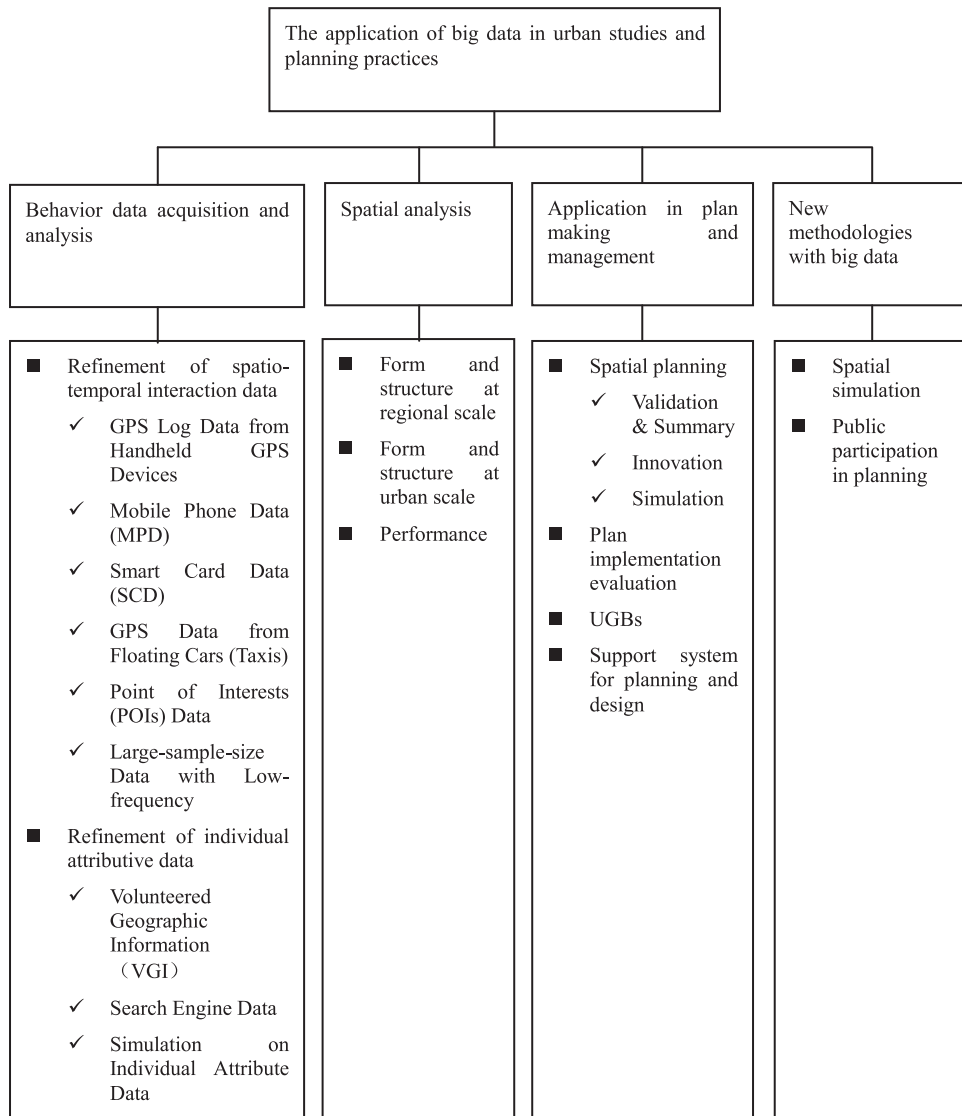 The application of big data in urban studies and
planning practices
Behavior data acquisition and
analysis
Spatial analysis
Application in plan
making and
management
New
methodologies
with big data
■ Refinement of spatio-
temporal interaction data
✓ GPS Log Data from
Handheld GPS
Devices
✓ Mobile Phone Data
(MPD)
✓ Smart Card Data
(SCD)
✓ GPS Data from
Floating Cars (Taxis)
✓ Point of Interests
(POIs) Data
✓ Large-sample-size
Data with Low-
frequency
■ Refinement of individual
attributive data
✓ Volunteered
Geographic
Information
（VGI）
✓ Search Engine Data
✓ Simulation on
Individual Attribute
Data
■ Form and
structure at
regional scale
■ Form and
structure at
urban scale
■ Performance
■ Spatial planning
✓ Validation
& Summary
✓ Innovation
✓ Simulation
■ Plan
implementation
evaluation
■ UGBs
■ Support system
for planning and
design
■ Spatial
simulation
■ Public
participation
in planning